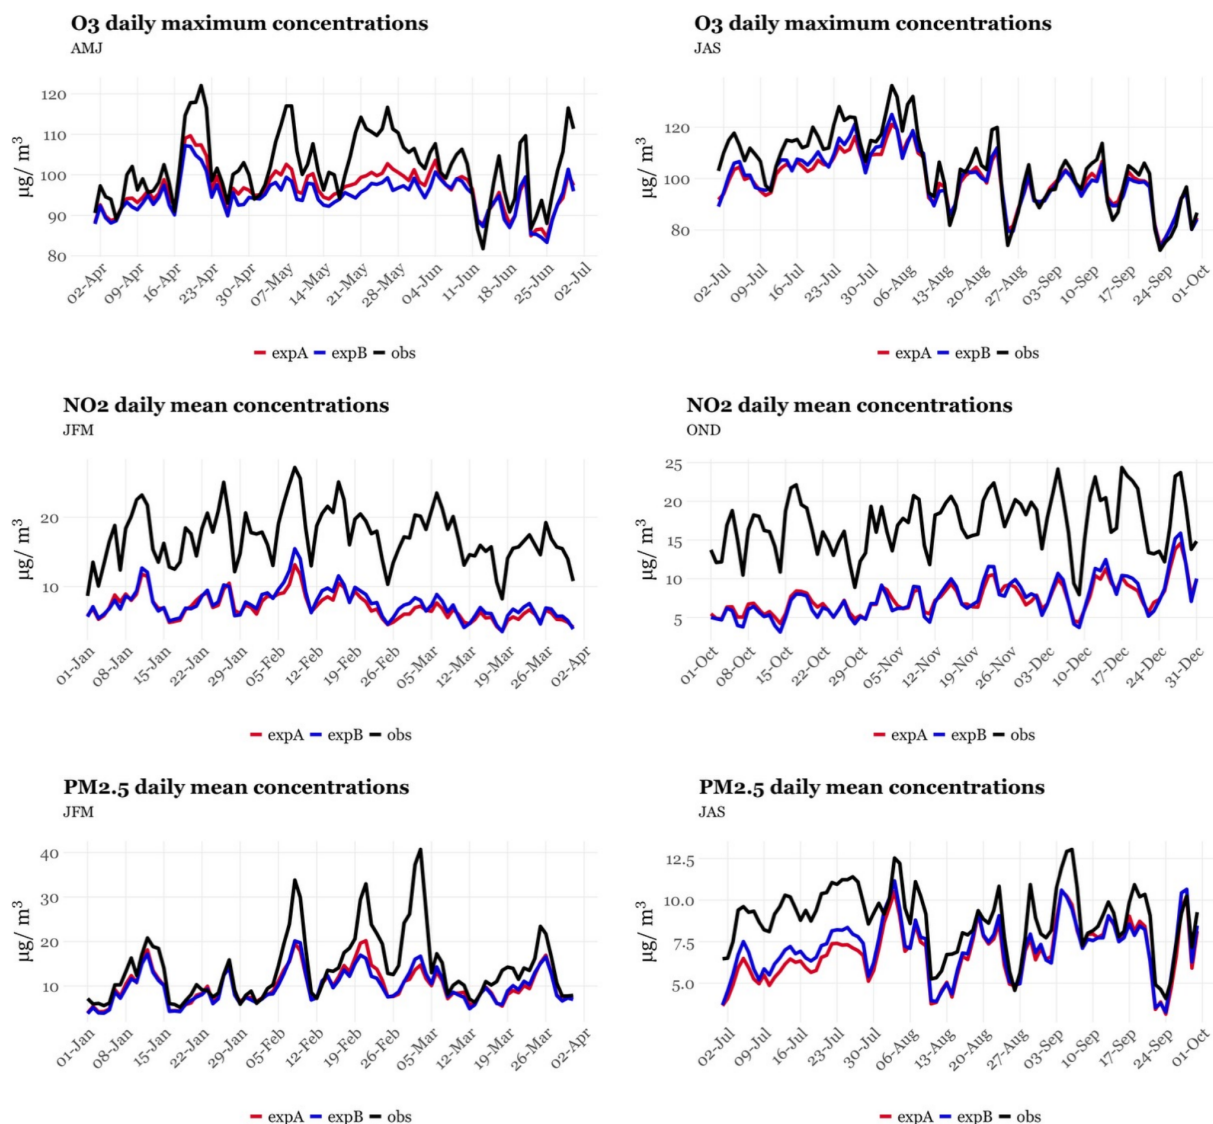 O3 daily maximum concentrations
AMJ
µg/ m³
120
110
100
90
80
02-Apr 09-Apr 16-Apr 23-Apr 30-Apr 07-May 14-May 21-May 28-May 04-Jun 11-Jun 18-Jun 25-Jun 02-Jul
expA expB obs
O3 daily maximum concentrations
JAS
µg/ m³
120
100
80
02-Jul 09-Jul 16-Jul 23-Jul 30-Jul 06-Aug 13-Aug 20-Aug 27-Aug 03-Sep 10-Sep 17-Sep 24-Sep 01-Oct
expA expB obs
NO2 daily mean concentrations
JFM
µg/ m³
20
10
01-Jan 08-Jan 15-Jan 22-Jan 29-Jan 05-Feb 12-Feb 19-Feb 26-Feb 05-Mar 12-Mar 19-Mar 26-Mar 02-Apr
expA expB obs
NO2 daily mean concentrations
OND
µg/ m³
25
20
15
10
5
01-Oct 08-Oct 15-Oct 22-Oct 29-Oct 05-Nov 12-Nov 19-Nov 26-Nov 03-Dec 10-Dec 17-Dec 24-Dec 31-Dec
expA expB obs
PM2.5 daily mean concentrations
JFM
µg/ m³
40
30
20
10
01-Jan 08-Jan 15-Jan 22-Jan 29-Jan 05-Feb 12-Feb 19-Feb 26-Feb 05-Mar 12-Mar 19-Mar 26-Mar 02-Apr
expA expB obs
PM2.5 daily mean concentrations
JAS
µg/ m³
12.5
10.0
7.5
5.0
02-Jul 09-Jul 16-Jul 23-Jul 30-Jul 06-Aug 13-Aug 20-Aug 27-Aug 03-Sep 10-Sep 17-Sep 24-Sep 01-Oct
expA expB obs